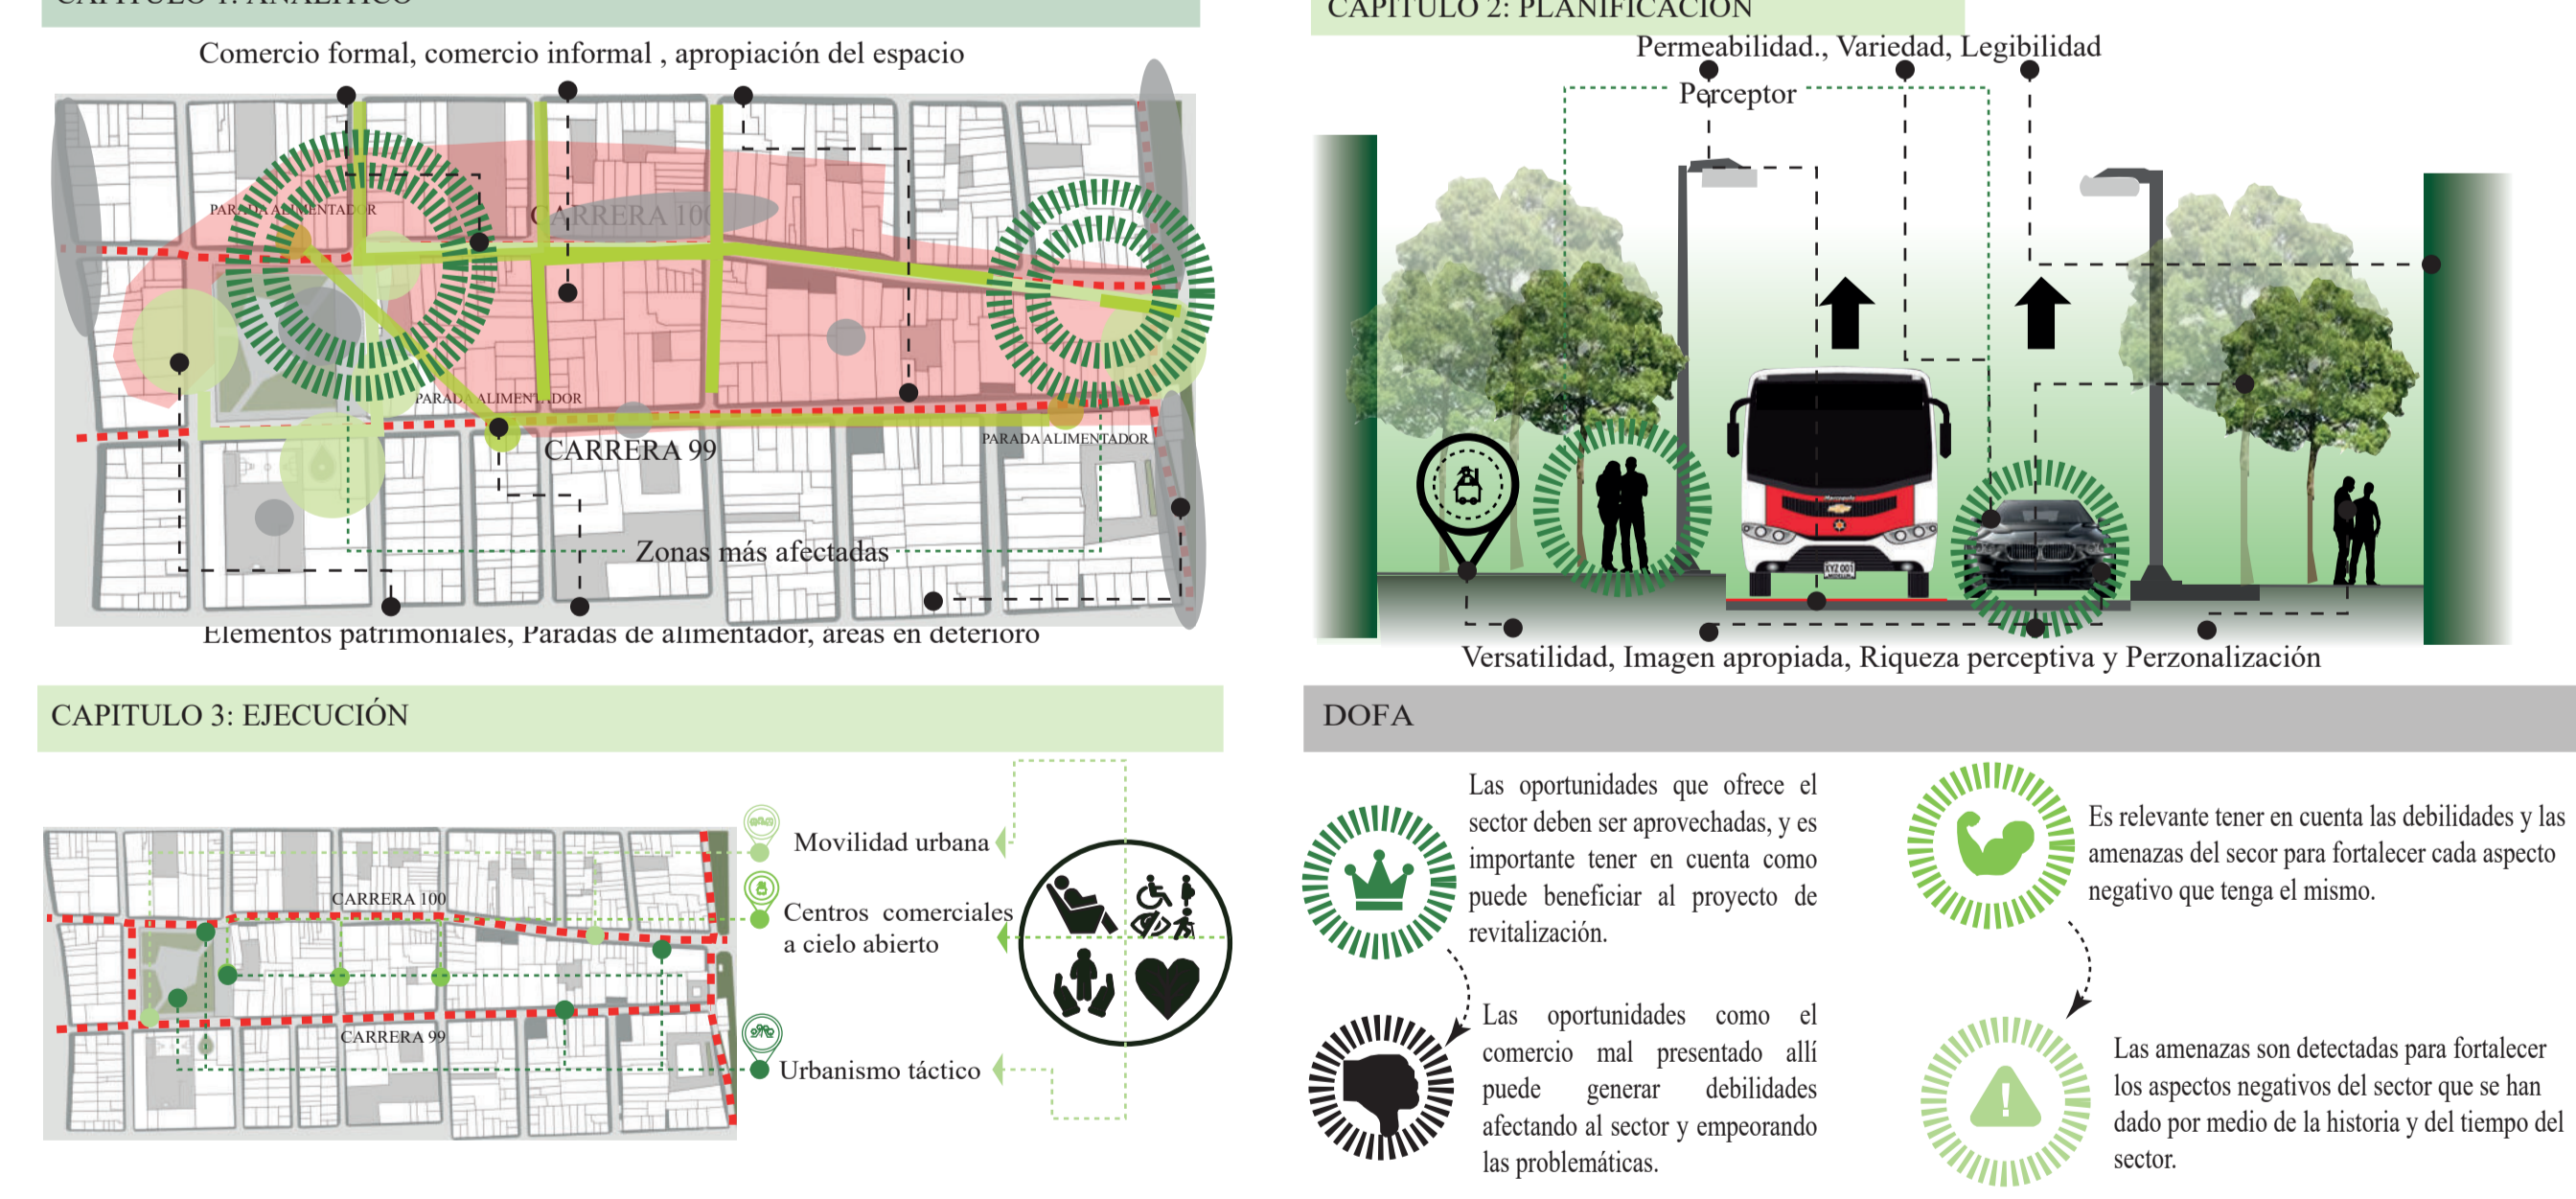 CAPITULO 1: ANALITICO
Comercio formal, comercio informal , apropiación del espacio
PARADA ALIMENTADOR
CARRERA 100
PARADA ALIMENTADOR
CARRERA 99
PARADA ALIMENTADOR
Zonas más afectadas
Elementos patrimoniales, Paradas de alimentador, áreas en deterioro
CAPITULO 2: PLANIFICACIÓN
Permeabilidad., Variedad, Legibilidad
Perceptor
XYZ 001
Versatilidad, Imagen apropiada, Riqueza perceptiva y Perzonalización
CAPITULO 3: EJECUCIÓN
CARRERA 100
CARRERA 99
Movilidad urbana
Centros comerciales
a cielo abierto
Urbanismo táctico
DOFA
Las oportunidades que ofrece el
sector deben ser aprovechadas, y es
importante tener en cuenta como
puede beneficiar al proyecto de
revitalización.
Las oportunidades como el
comercio mal presentado allí
puede generar debilidades
afectando al sector y empeorando
las problemáticas.
Es relevante tener en cuenta las debilidades y las
amenazas del secor para fortalecer cada aspecto
negativo que tenga el mismo.
Las amenazas son detectadas para fortalecer
los aspectos negativos del sector que se han
dado por medio de la historia y del tiempo del
sector.